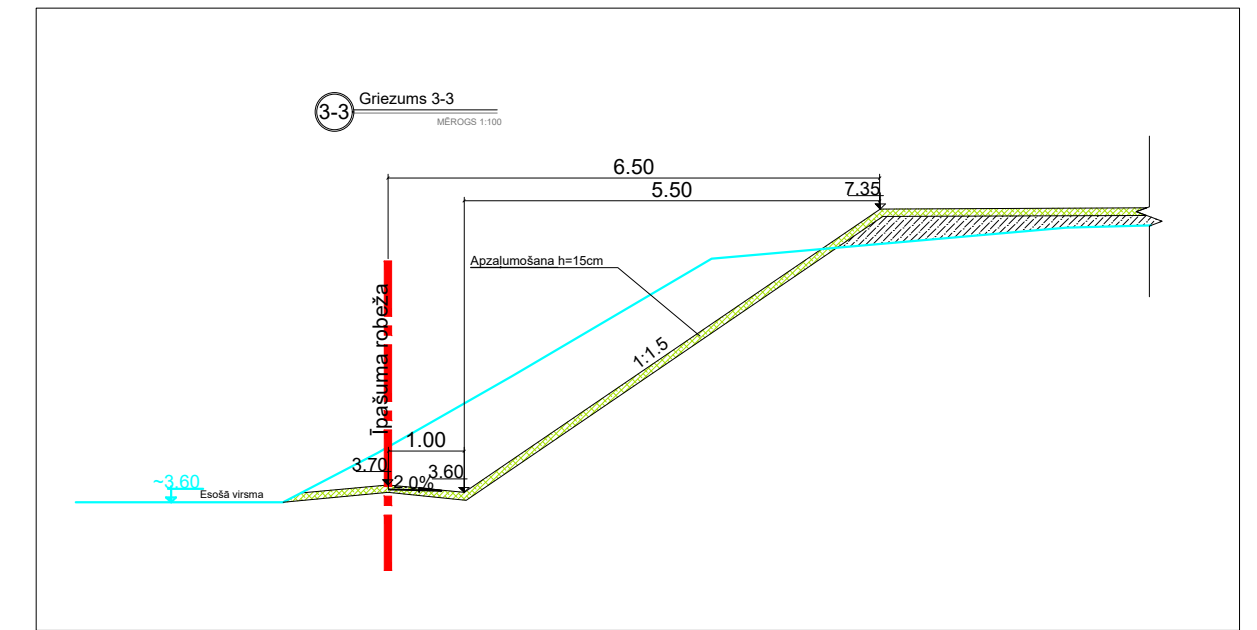 3-3
Griezums 3-3
MĒROGS 1:100
6.50
5.50
7.35
Apzaļumošana h=15cm
1:1.5
Īpašuma robeža
1.00
3.70
3.60
2.0%
~3.60
Esošā virsma